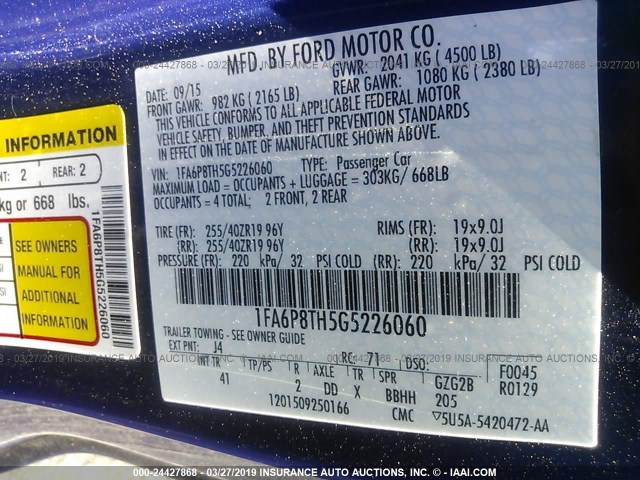 MFD. BY FORD MOTOR CO.
DATE: 09/15 GVWR: 2041 KG ( 4500 LB)
FRONT GAWR: 982 KG ( 2165 LB) REAR GAWR: 1080 KG ( 2380 LB)
THIS VEHICLE CONFORMS TO ALL APPLICABLE FEDERAL MOTOR
VEHICLE SAFETY, BUMPER, AND THEFT PREVENTION STANDARDS
IN EFFECT ON THE DATE OF MANUFACTURE SHOWN ABOVE.
VIN: 1FA6P8TH5G5226060 TYPE: Passenger Car
MAXIMUM LOAD = OCCUPANTS + LUGGAGE = 303KG/ 668LB
OCCUPANTS = 4 TOTAL; 2 FRONT, 2 REAR
TIRE (FR): 255/40ZR19 96Y RIMS (FR): 19x9.0J
(RR): 255/40ZR19 96Y (RR): 19x9.0J
PRESSURE (FR): 220 kPa/ 32 PSI COLD (RR): 220 kPa/ 32 PSI COLD
1FA6P8TH5G5226060
TRAILER TOWING - SEE OWNER GUIDE
EXT PNT: J4 RC: 71 DSO: F0045
INT TR TP/PS R AXLE TR SPR GZG2B R0129
41 2 DD X BBHH 205
1201509250166 CMC ▽5U5A-5420472-AA
INFORMATION
2 REAR: 2
kg or 668 lbs.
SEE OWNERS
MANUAL FOR
ADDITIONAL
INFORMATION
1FA6P8TH5G5226060
000-24427868 - 03/27/2019 - INSURANCE AUTO AUCTIONS, INC. - IAAI.COM